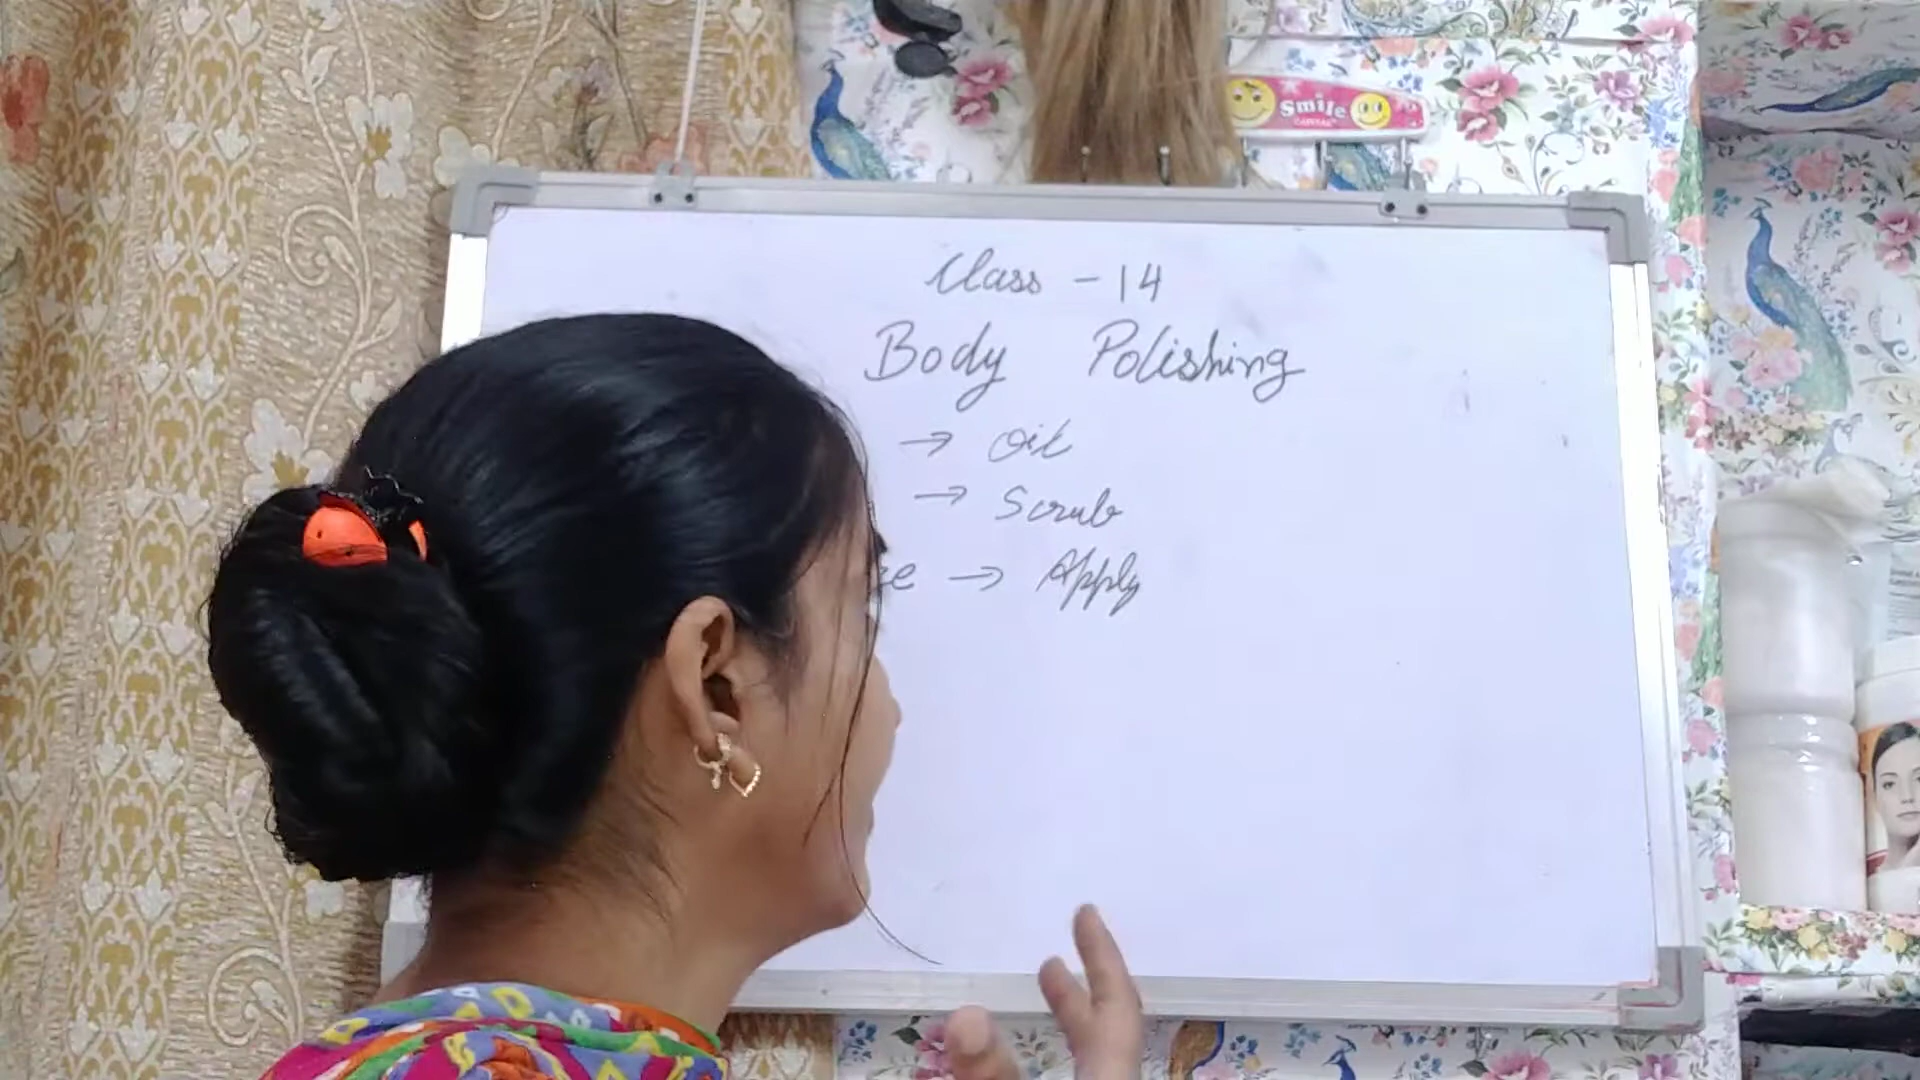 Smile
Class - 14
Body Polishing
→ Oil
→ Scrub
→ Apply